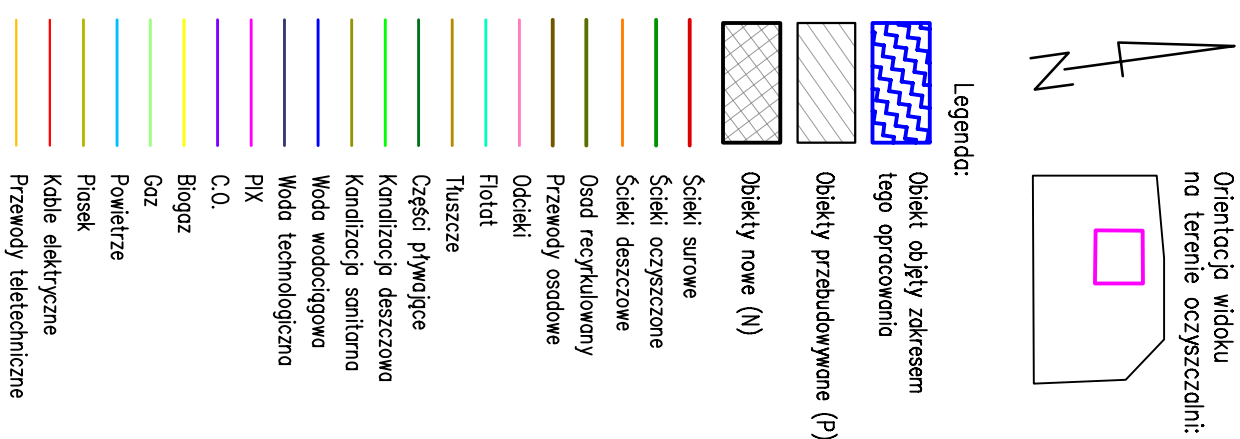 Orientacja widoku
na terenie oczyszczalni:
N
Legenda:
Obiekt objęty zakresem
tego opracowania
Obiekty przebudowywane (P)
Obiekty nowe (N)
Ścieki surowe
Ścieki oczyszczone
Ścieki deszczowe
Osad recyrkulowany
Przewody osadowe
Odcieki
Flotat
Tłuszcze
Części pływające
Kanalizacja deszczowa
Kanalizacja sanitarna
Woda wodociągowa
Woda technologiczna
PIX
C.O.
Biogaz
Gaz
Powietrze
Piasek
Kable elektryczne
Przewody teletechniczne